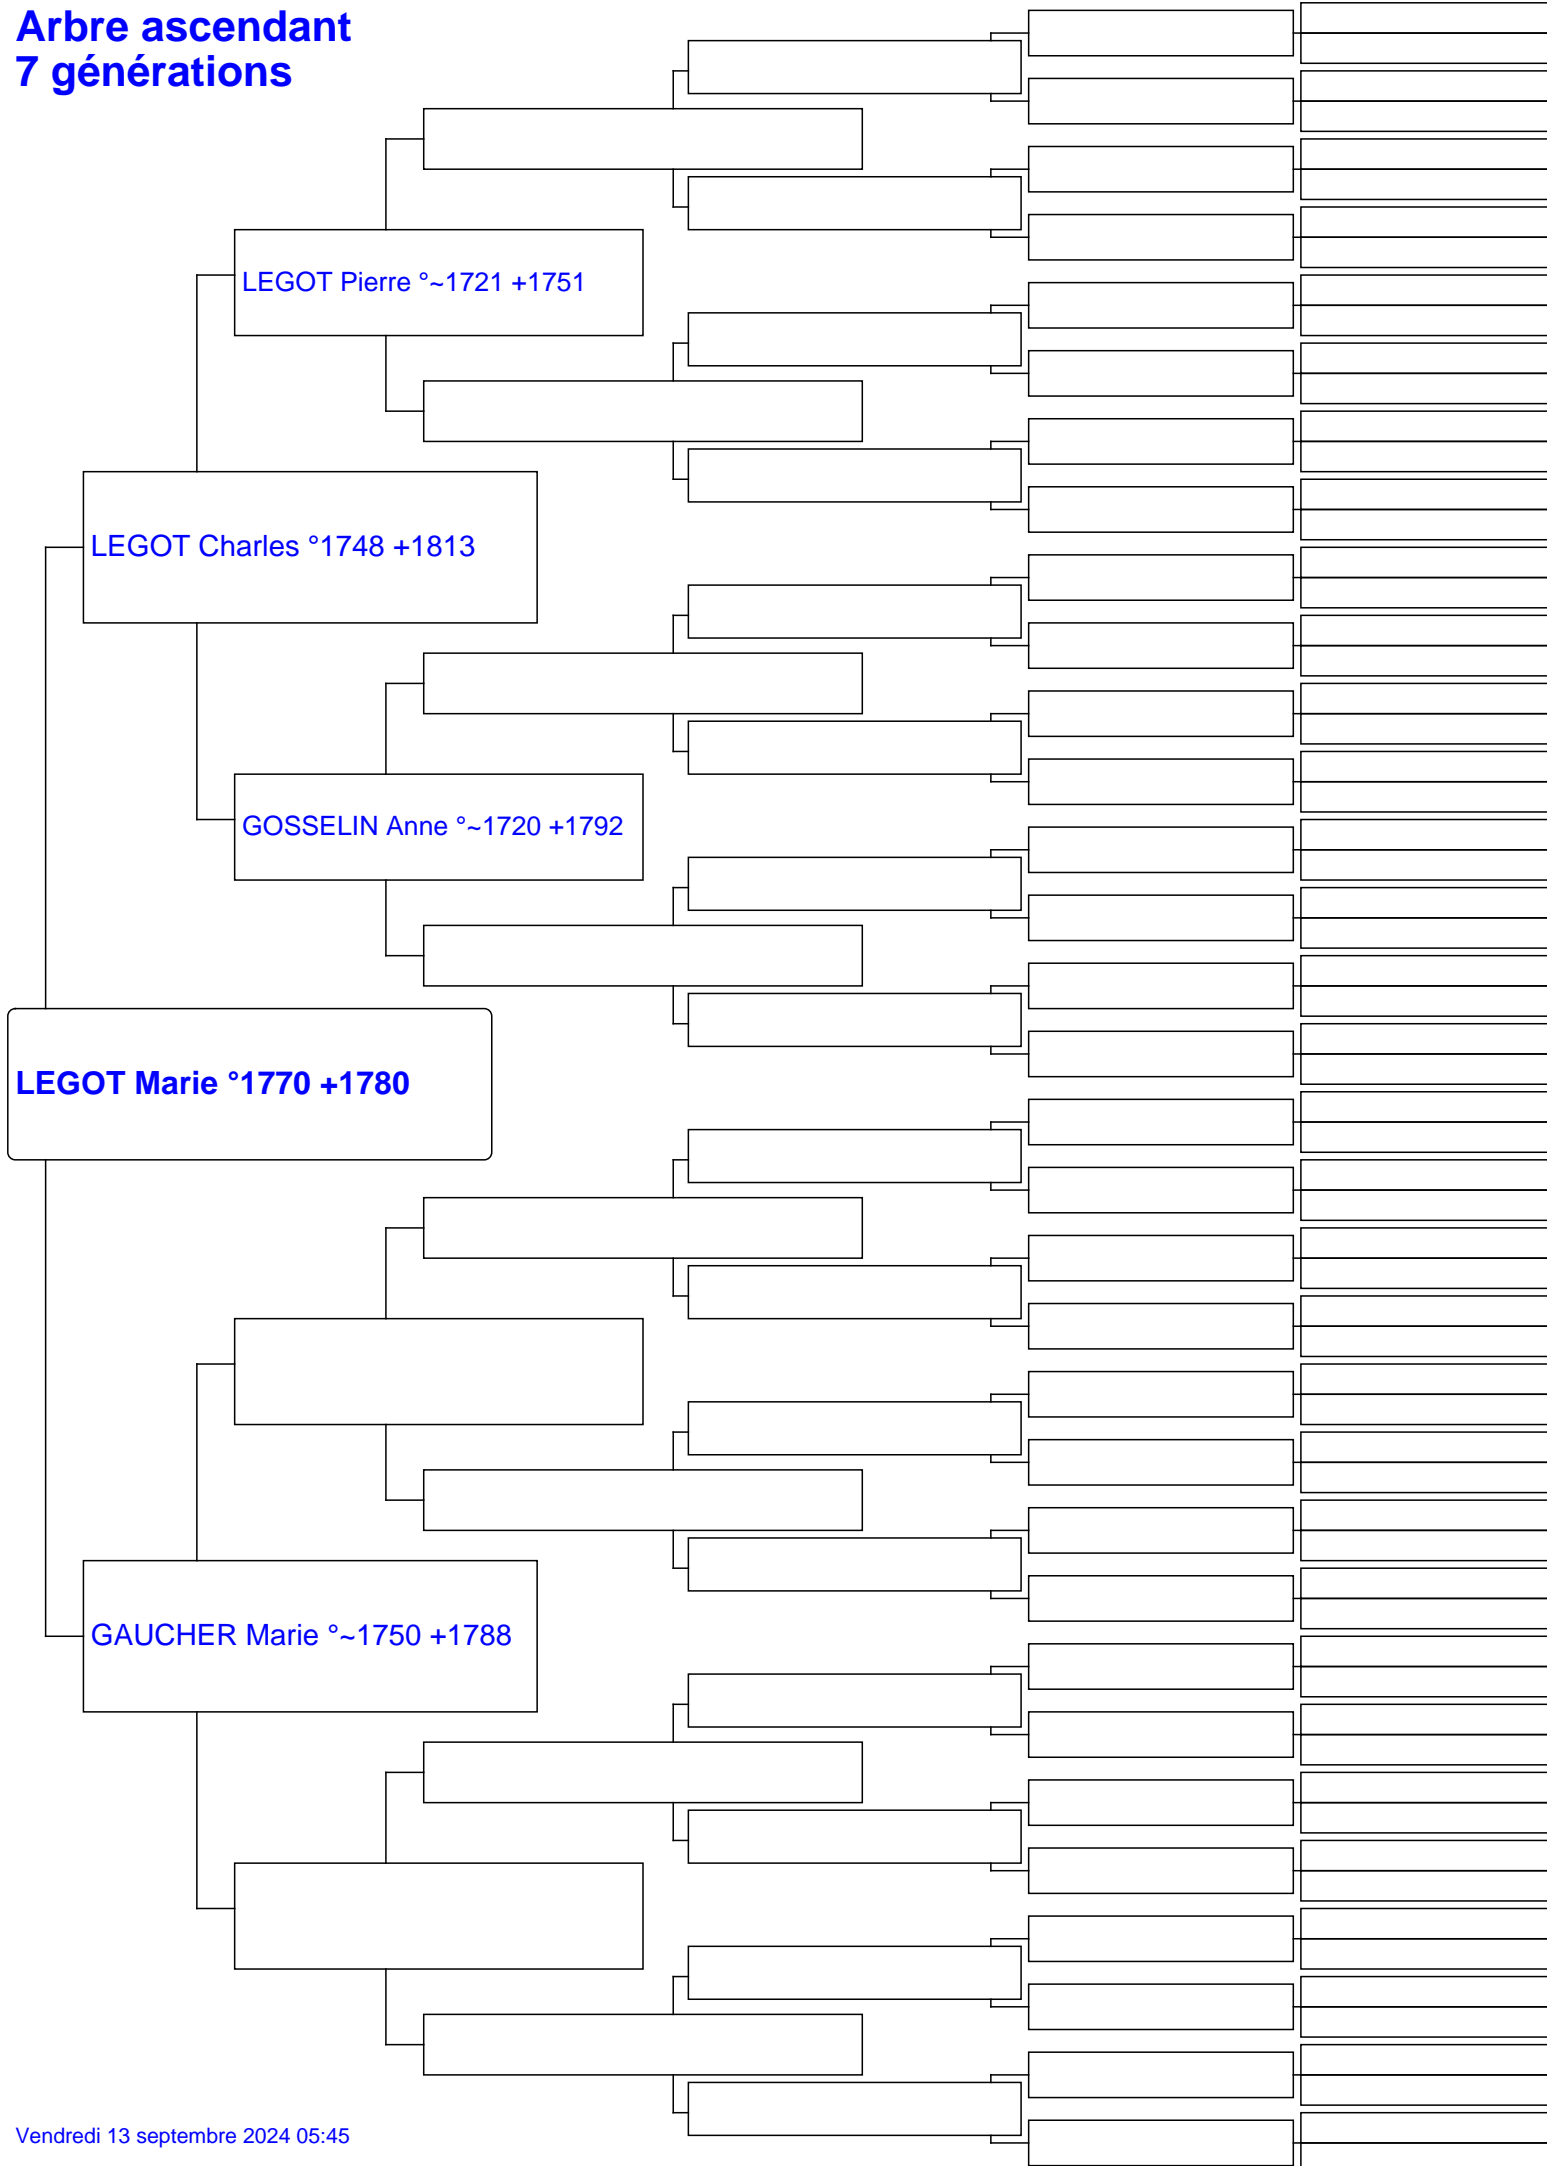 Arbre ascendant
7 générations
LEGOT Pierre °~1721 +1751
LEGOT Charles °1748 +1813
GOSSELIN Anne °~1720 +1792
LEGOT Marie °1770 +1780
GAUCHER Marie °~1750 +1788
Vendredi 13 septembre 2024 05:45